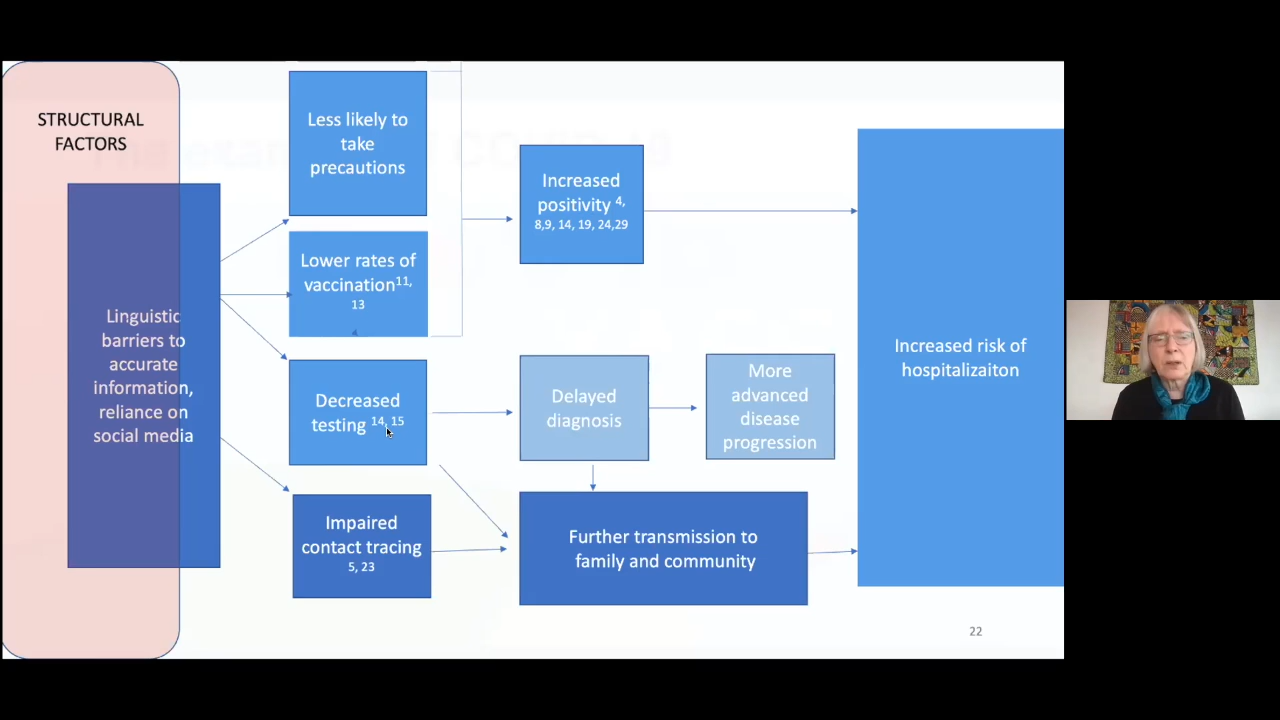 STRUCTURAL
FACTORS
Linguistic
barriers to
accurate
information,
reliance on
social media
Less likely to
take
precautions
Lower rates of
vaccination11,
13
Decreased
testing 14, 15
Impaired
contact tracing
5, 23
Increased
positivity 4,
8,9, 14, 19, 24,29
Delayed
diagnosis
More
advanced
disease
progression
Further transmission to
family and community
Increased risk of
hospitalizaiton
22